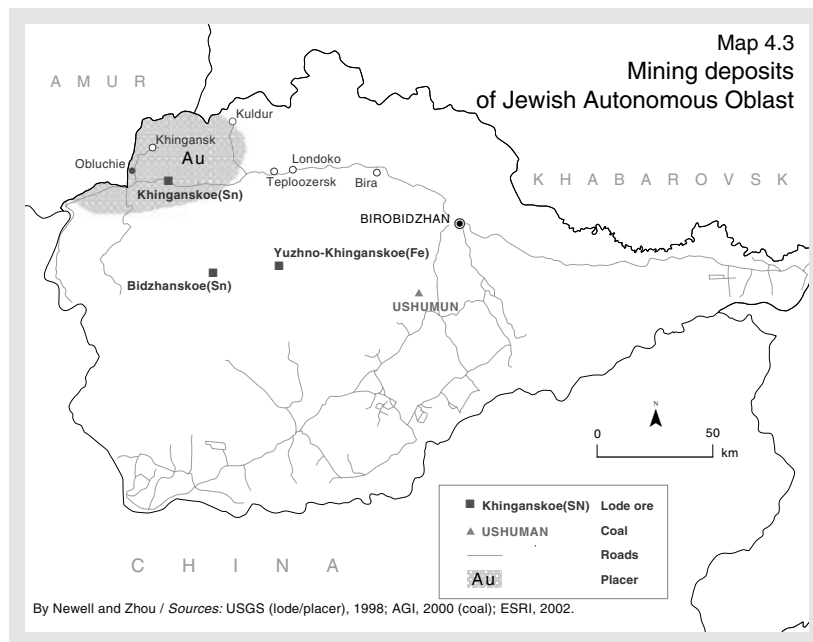 Map 4.3
Mining deposits
of Jewish Autonomous Oblast
A M U R
Kuldur
Khingansk
Au
Obluchie
Londoko
Khinganskoe(Sn)
Teploozersk
Bira
K H A B A R O V S K
BIROBIDZHAN
Yuzhno-Khinganskoe(Fe)
Bidzhanskoe(Sn)
USHUMUN
N
0 50
km
Khinganskoe(SN) Lode ore
USHUMAN Coal
Roads
Au Placer
C H I N A
By Newell and Zhou / Sources: USGS (lode/placer), 1998; AGI, 2000 (coal); ESRI, 2002.